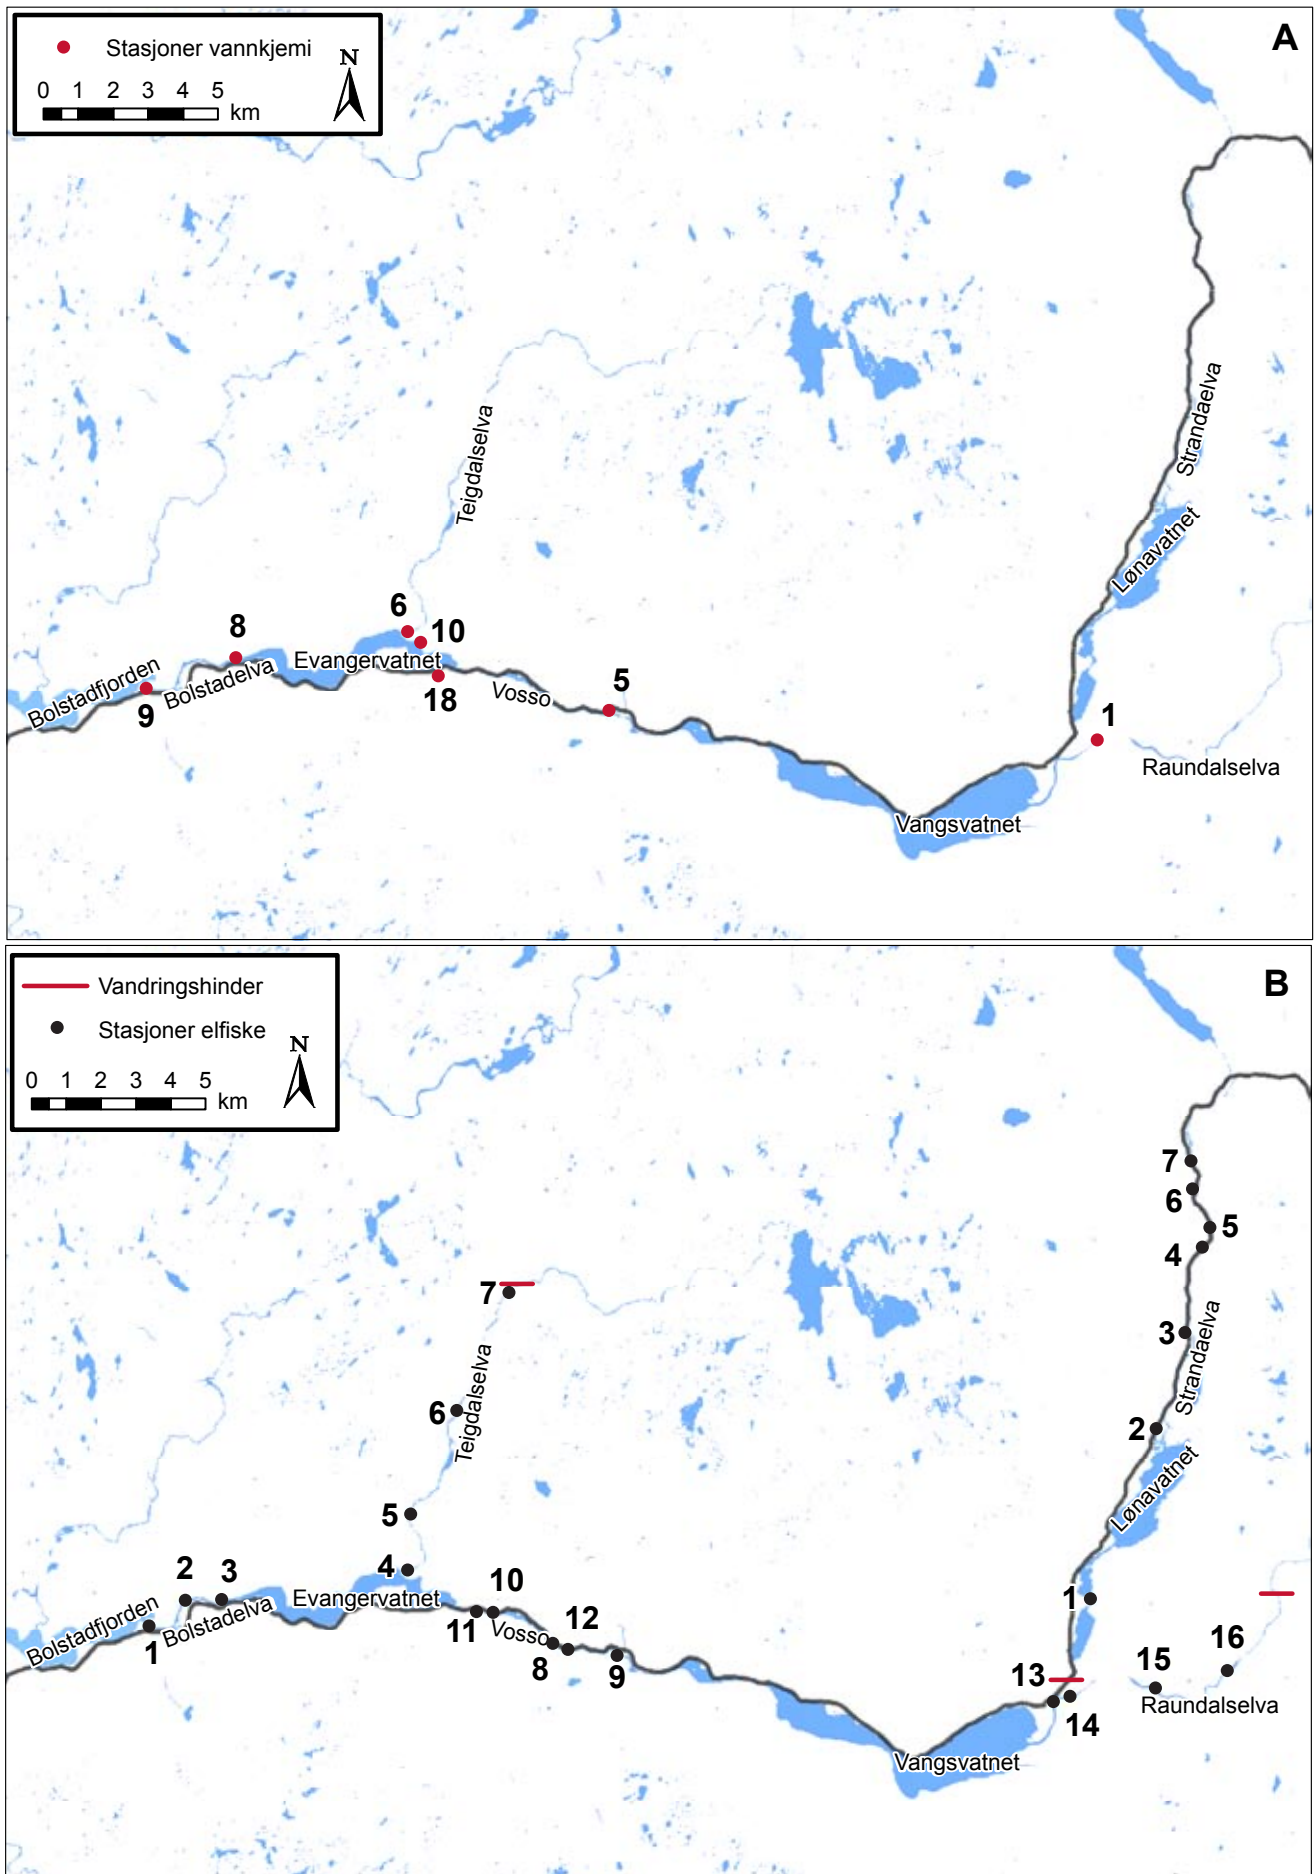 A
Stasjoner vannkjemi
N
0 1 2 3 4 5
km
Strandaelva
Teigdalselva
Lønavatnet
6
8
10
Evangervatnet
Bolstadfjorden
Bolstadelva
5
Vosso
18
9
1
Raundalselva
Vangsvatnet
B
Vandringshinder
Stasjoner elfiske
N
0 1 2 3 4 5
km
7
6
5
4
7
3
Strandaelva
Teigdalselva
6
2
Lønavatnet
5
4
2
3
10
Evangervatnet
1
Bolstadfjorden
Bolstadelva
1
11
Vosso
12
8
9
13
15
16
Raundalselva
14
Vangsvatnet